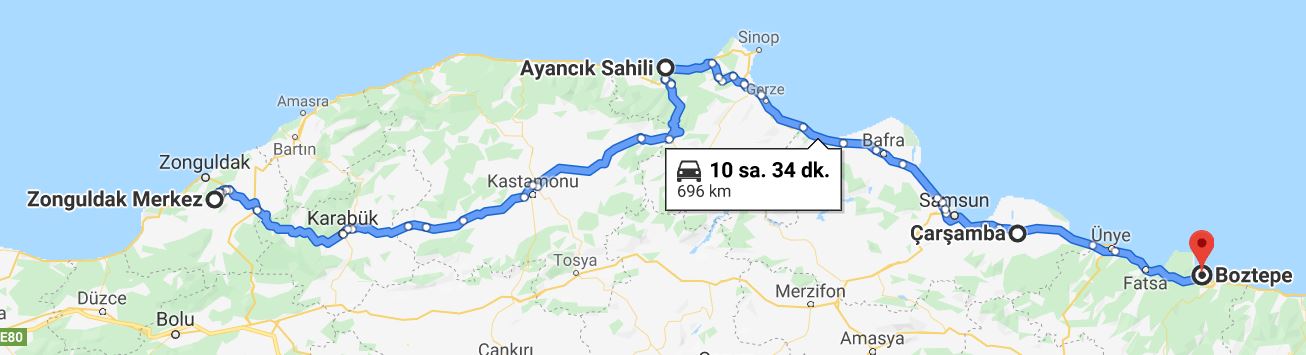 Sinop
Ayancık Sahili
Gerze
Amasra
Bafra
Bartın
Zonguldak
10 sa. 34 dk.
696 km
Kastamonu
Zonguldak Merkez
Samsun
Karabük
Çarşamba
Ünye
Tosya
Boztepe
Fatsa
Merzifon
Düzce
Bolu
E80
Amasya
Çankırı